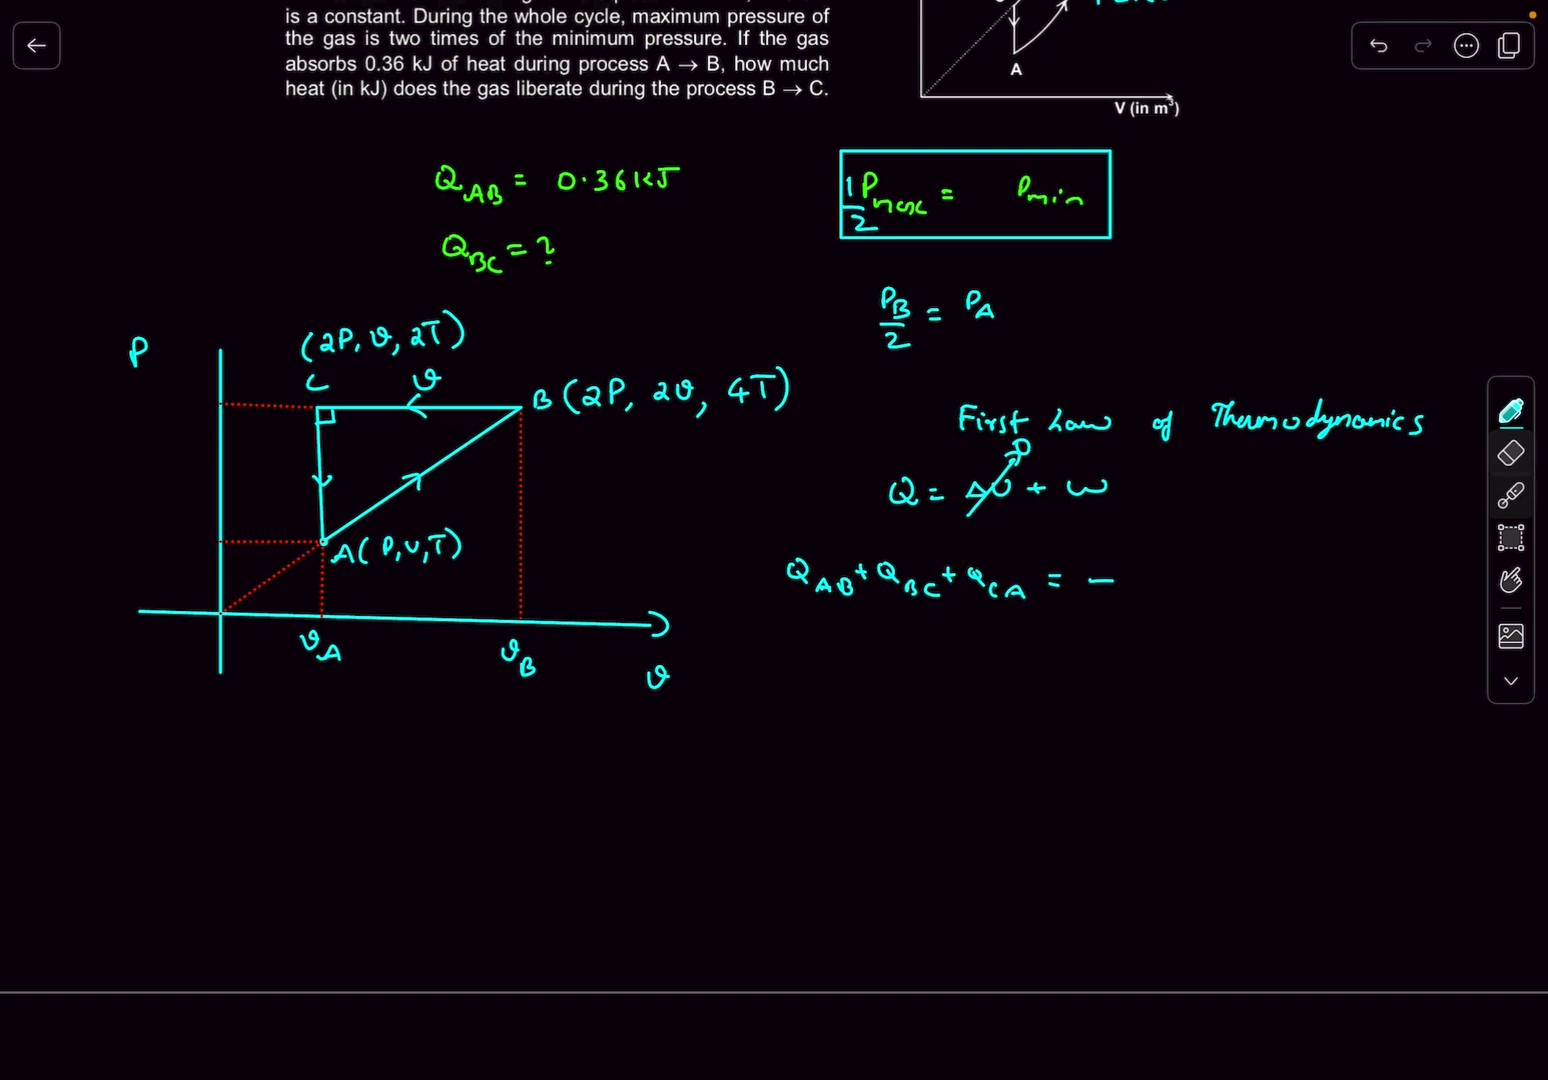 is a constant. During the whole cycle, maximum pressure of
the gas is two times of the minimum pressure. If the gas
absorbs 0.36 kJ of heat during process A → B, how much
heat (in kJ) does the gas liberate during the process B → C.
A
V (in m³)
Q_AB = 0.36 kJ
1/2 P_max = P_min
Q_BC = ?
P_B/2 = P_A
P
(2P, v, 2T)
C
B (2P, 2v, 4T)
First Law of Thermodynamics
0
Q = ΔU + W
A (P, v, T)
Q_AB + Q_BC + Q_CA = –
v_A
v_B
v